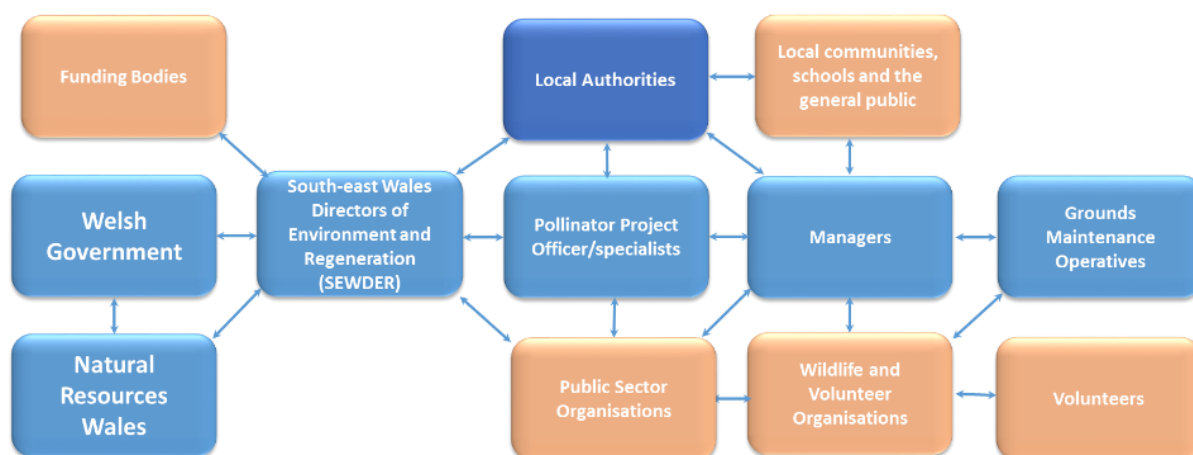 Funding Bodies
Local Authorities
Local communities,
schools and the
general public
Welsh
Government
South-east Wales
Directors of
Environment and
Regeneration
(SEWDER)
Pollinator Project
Officer/specialists
Managers
Grounds
Maintenance
Operatives
Natural
Resources
Wales
Public Sector
Organisations
Wildlife and
Volunteer
Organisations
Volunteers